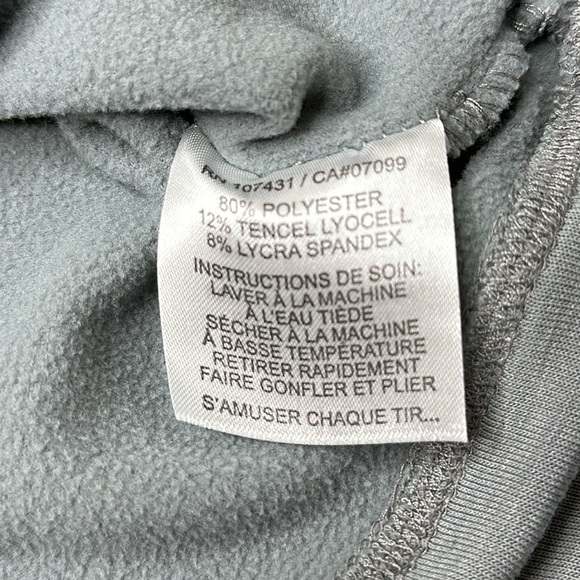 RN 107431 / CA#07099
80% POLYESTER
12% TENCEL LYOCELL
8% LYCRA SPANDEX
INSTRUCTIONS DE SOIN:
LAVER À LA MACHINE
À L'EAU TIÈDE
SÉCHER À LA MACHINE
À BASSE TEMPÉRATURE
RETIRER RAPIDEMENT
FAIRE GONFLER ET PLIER
S'AMUSER CHAQUE TIR...